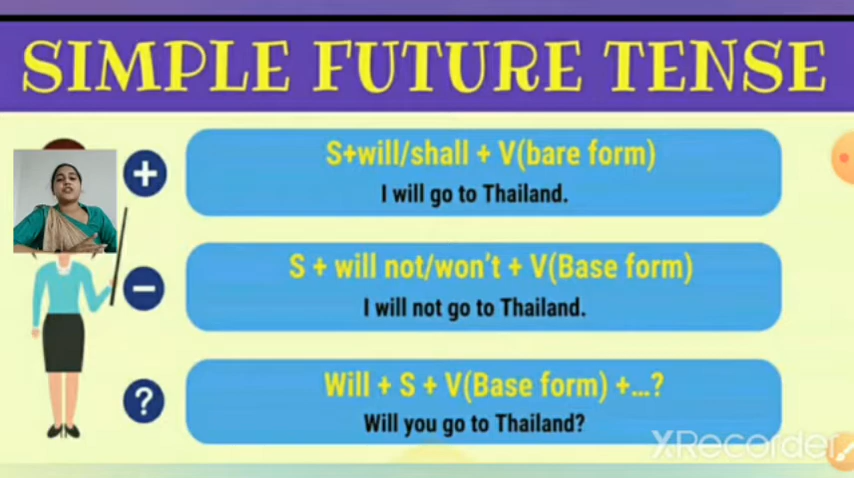 SIMPLE FUTURE TENSE
S+will/shall + V(bare form)
I will go to Thailand.
S + will not/won't + V(Base form)
I will not go to Thailand.
Will + S + V(Base form) +...?
Will you go to Thailand?
XRecorder